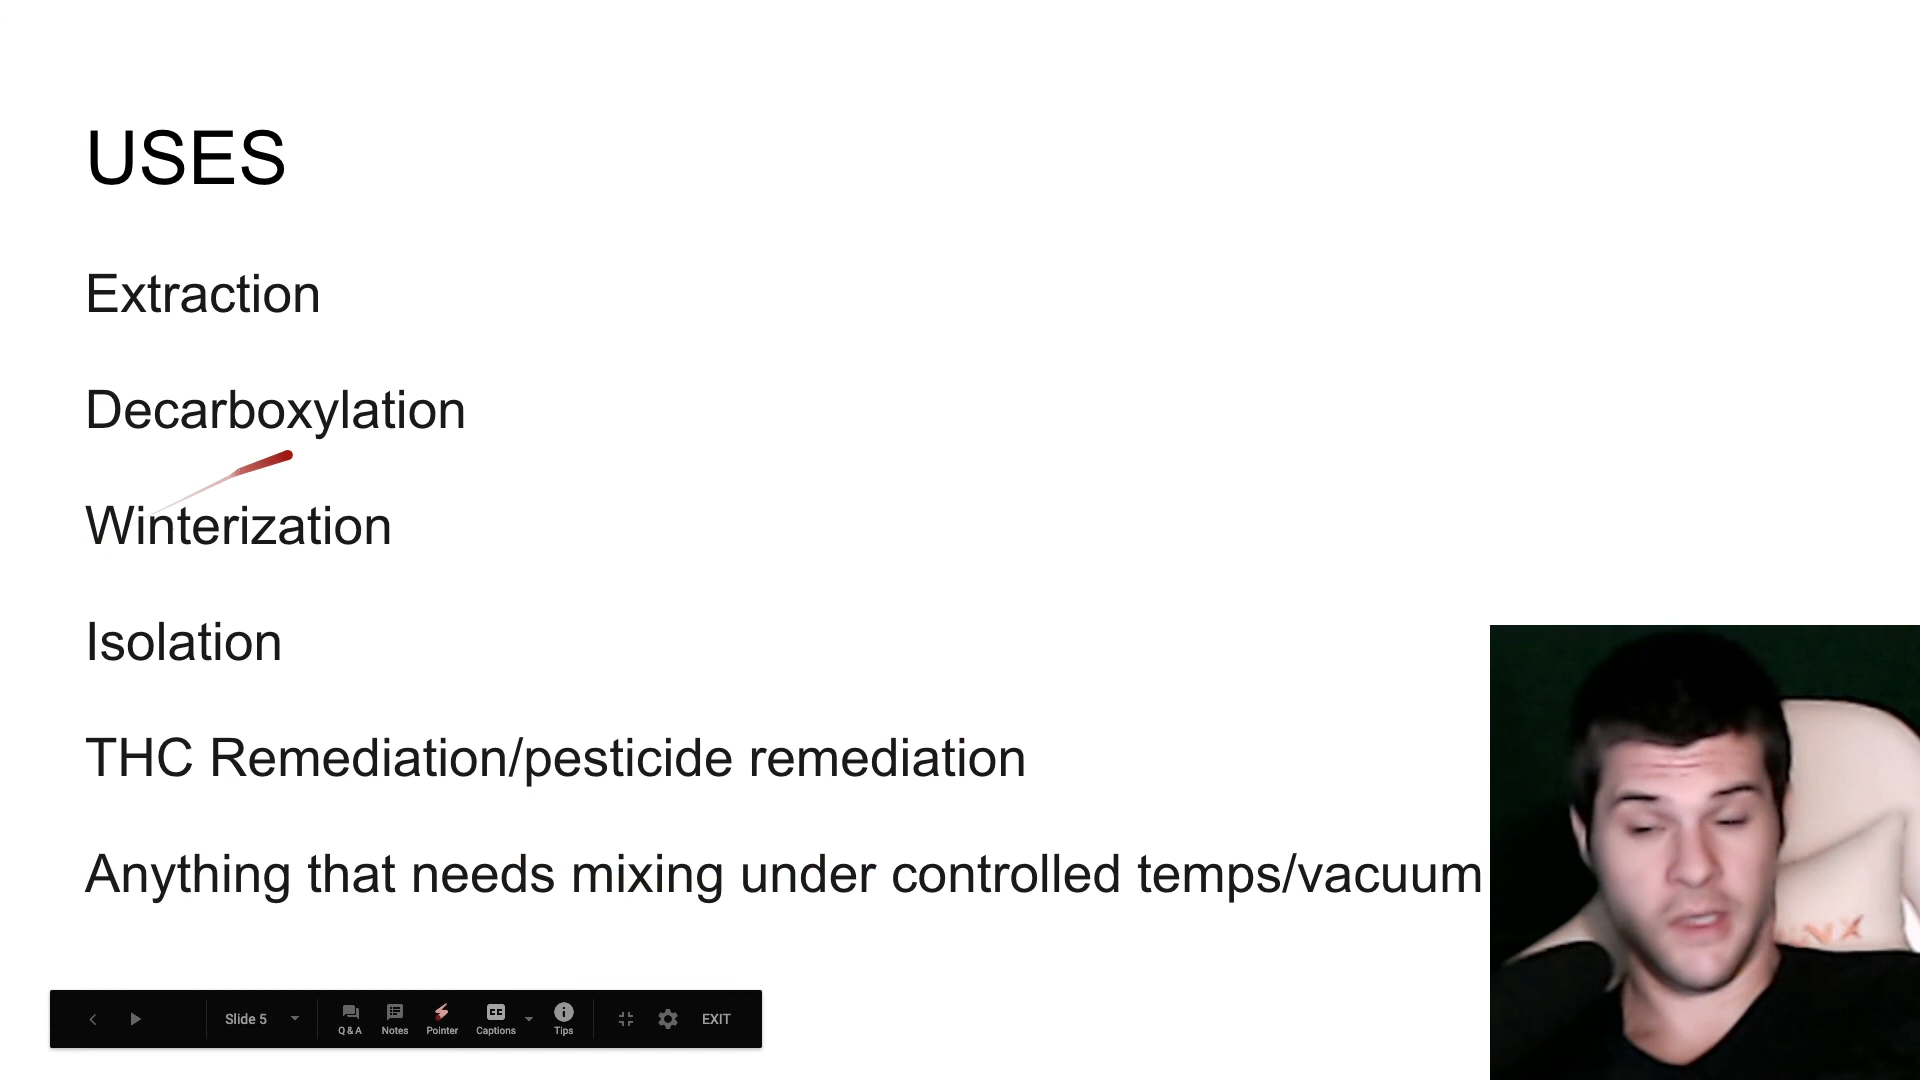 USES
Extraction
Decarboxylation
Winterization
Isolation
THC Remediation/pesticide remediation
Anything that needs mixing under controlled temps/vacuum
Slide 5
Q & A
Notes
Pointer
CC
Captions
Tips
EXIT